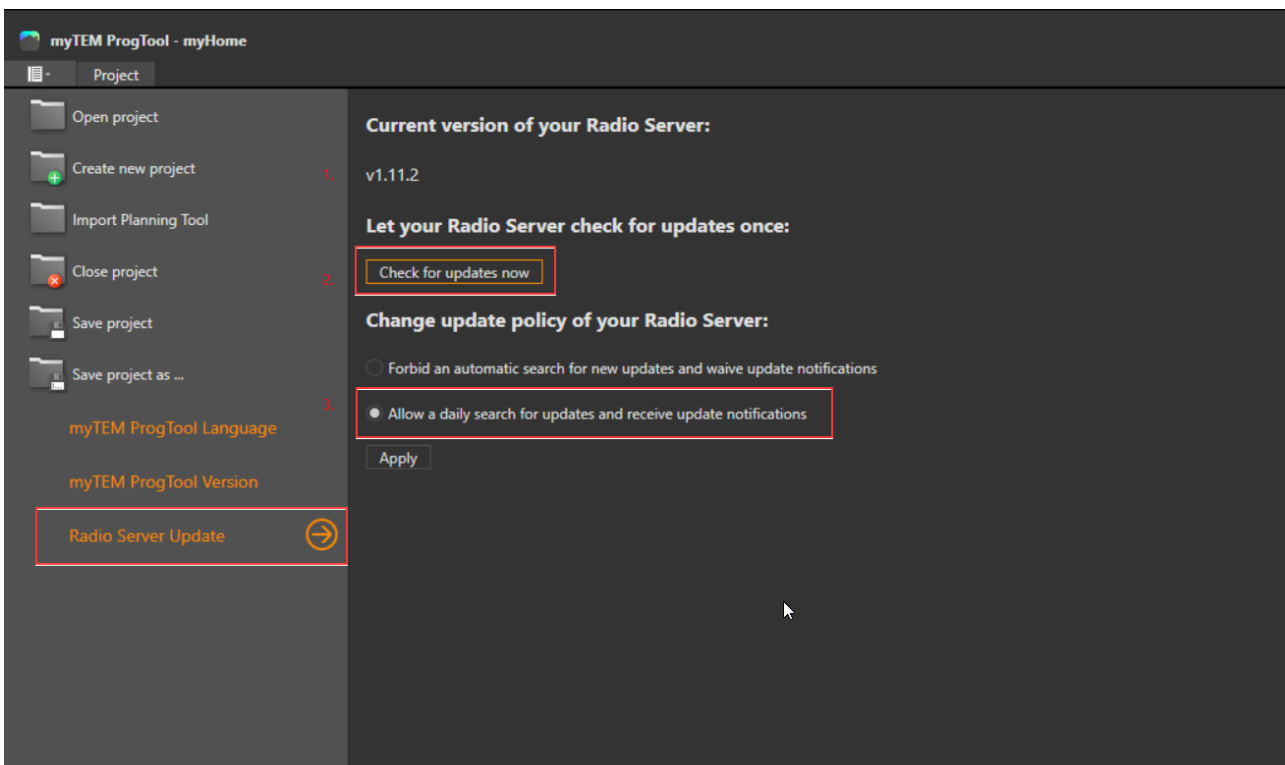 myTEM ProgTool - myHome
Project
Open project
Create new project
Import Planning Tool
Close project
Save project
Save project as ...
myTEM ProgTool Language
myTEM ProgTool Version
Radio Server Update
Current version of your Radio Server:
1.
v1.11.2
Let your Radio Server check for updates once:
2.
Check for updates now
Change update policy of your Radio Server:
Forbid an automatic search for new updates and waive update notifications
3.
Allow a daily search for updates and receive update notifications
Apply